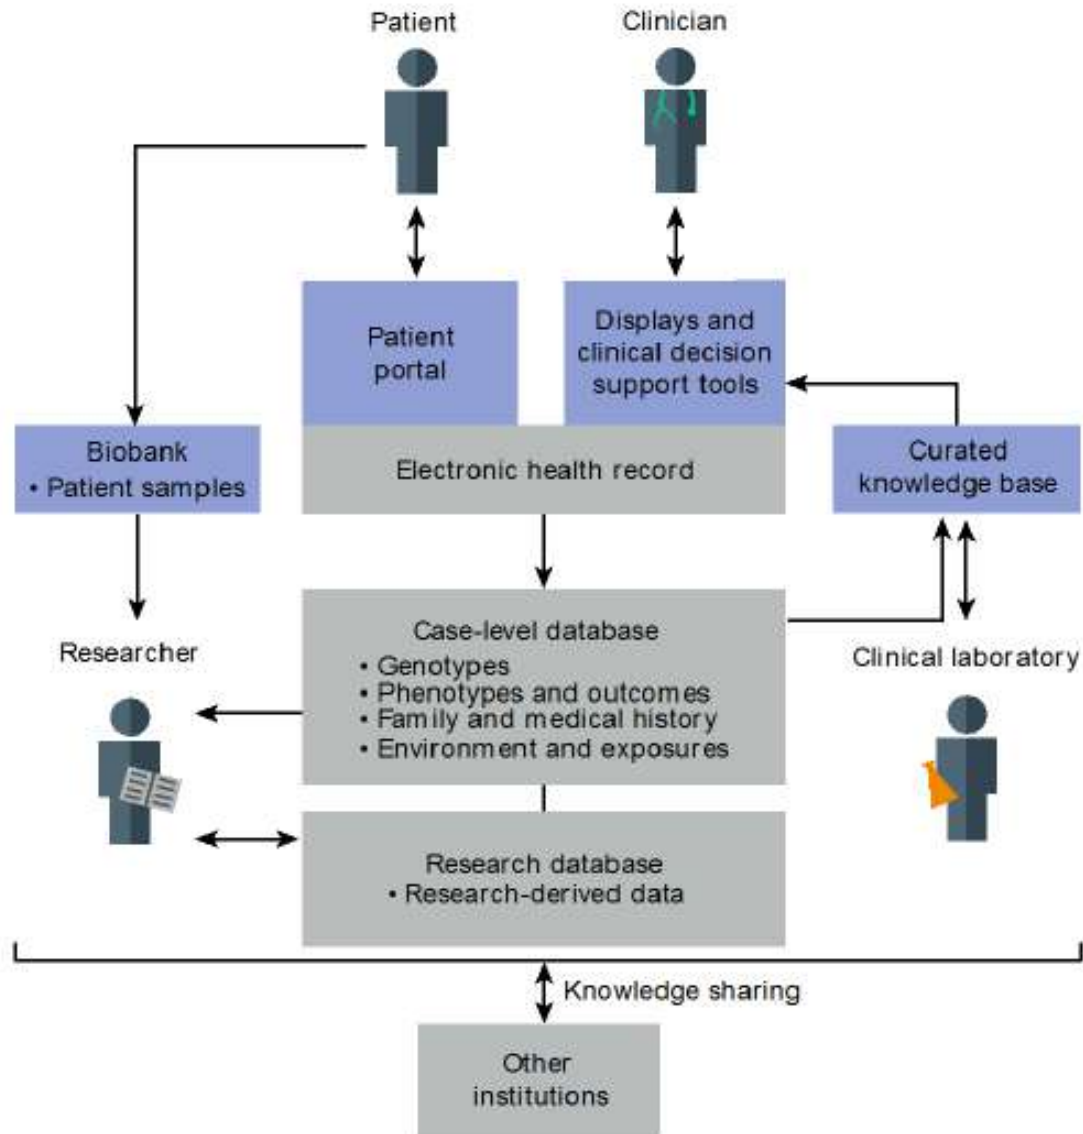 Patient
Clinician
Patient
portal
Displays and
clinical decision
support tools
Biobank
• Patient samples
Electronic health record
Curated
knowledge base
Case-level database
• Genotypes
• Phenotypes and outcomes
• Family and medical history
• Environment and exposures
Researcher
Clinical laboratory
Research database
• Research-derived data
Knowledge sharing
Other
institutions